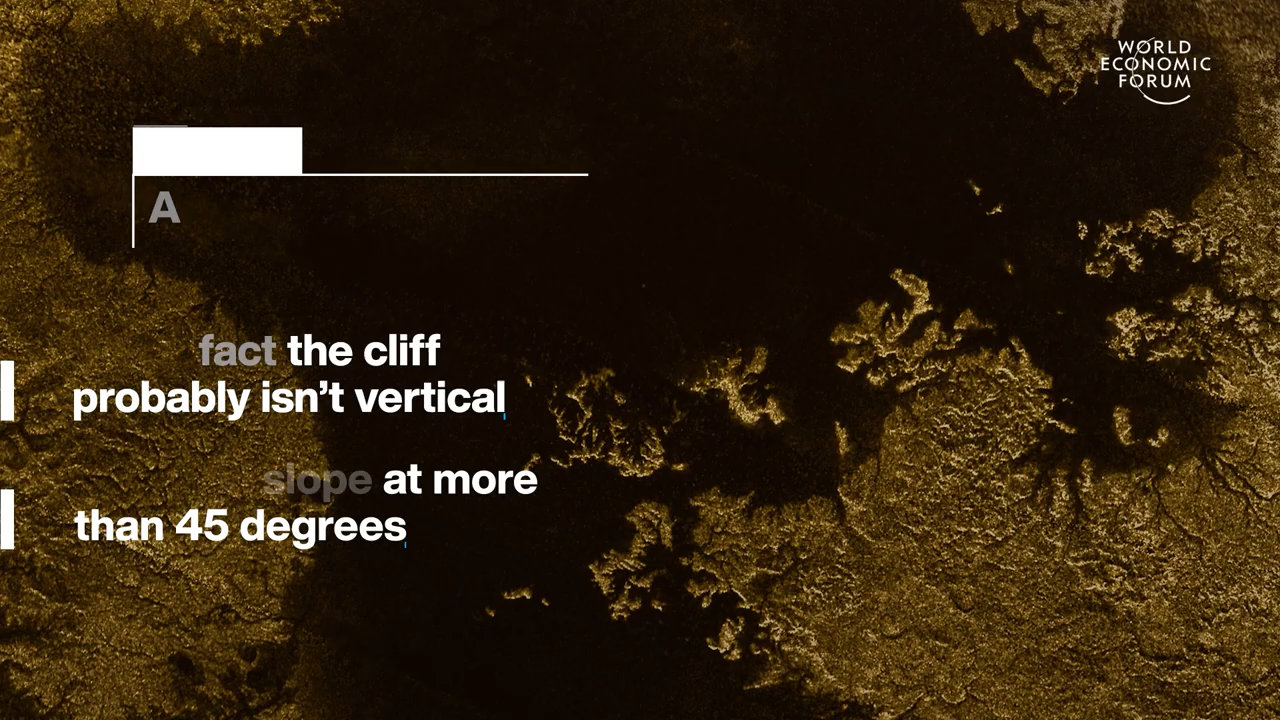 WORLD
ECONOMIC
FORUM
A
fact the cliff
probably isn’t vertical
slope at more
than 45 degrees